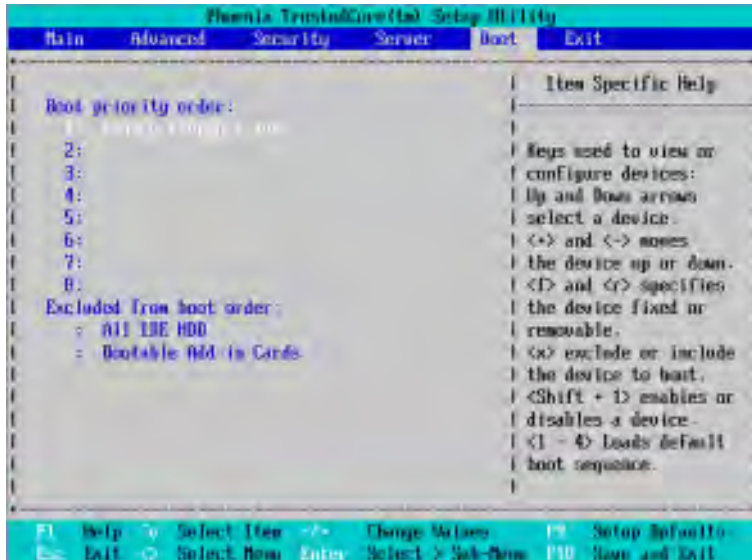 Phoenix TrustedCore(tm) Setup Utility
Main Advanced Security Server Boot Exit
Item Specific Help
Boot priority order:
2:
3:
4:
5:
6:
7:
8:
Excluded from boot order:
: All IDE HDD
: Bootable Add in Cards
Keys used to view or
configure devices:
Up and Down arrows
select a device.
<+> and <-> moves
the device up or down.
<f> and <r> specifies
the device fixed or
removable.
<x> exclude or include
the device to boot.
<Shift + 1> enables or
disables a device.
<1 - 4> Loads default
boot sequence.
F1 Help Select Item -/+ Change Values F9 Setup Defaults
Esc Exit Select Menu Enter Select > Sub-Menu F10 Save and Exit